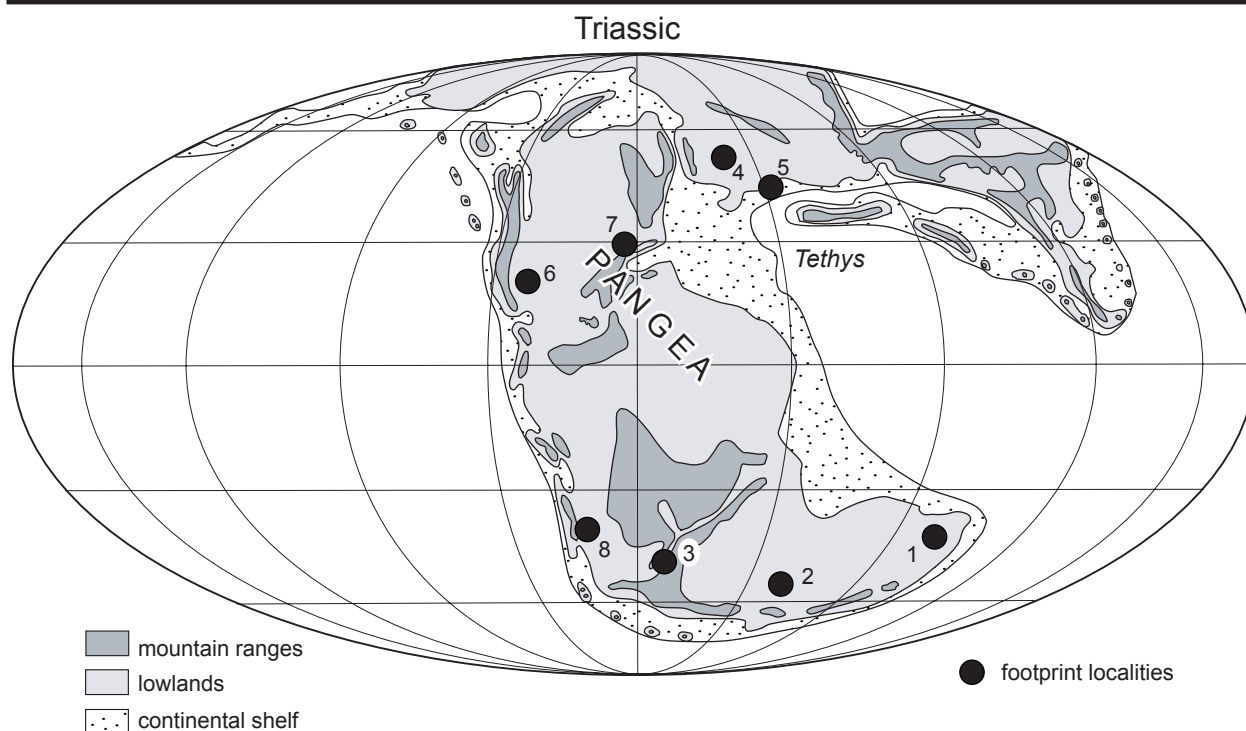 Triassic
4
5
7
Tethys
6
PANGEA
8
3
2
1
mountain ranges
lowlands
continental shelf
footprint localities